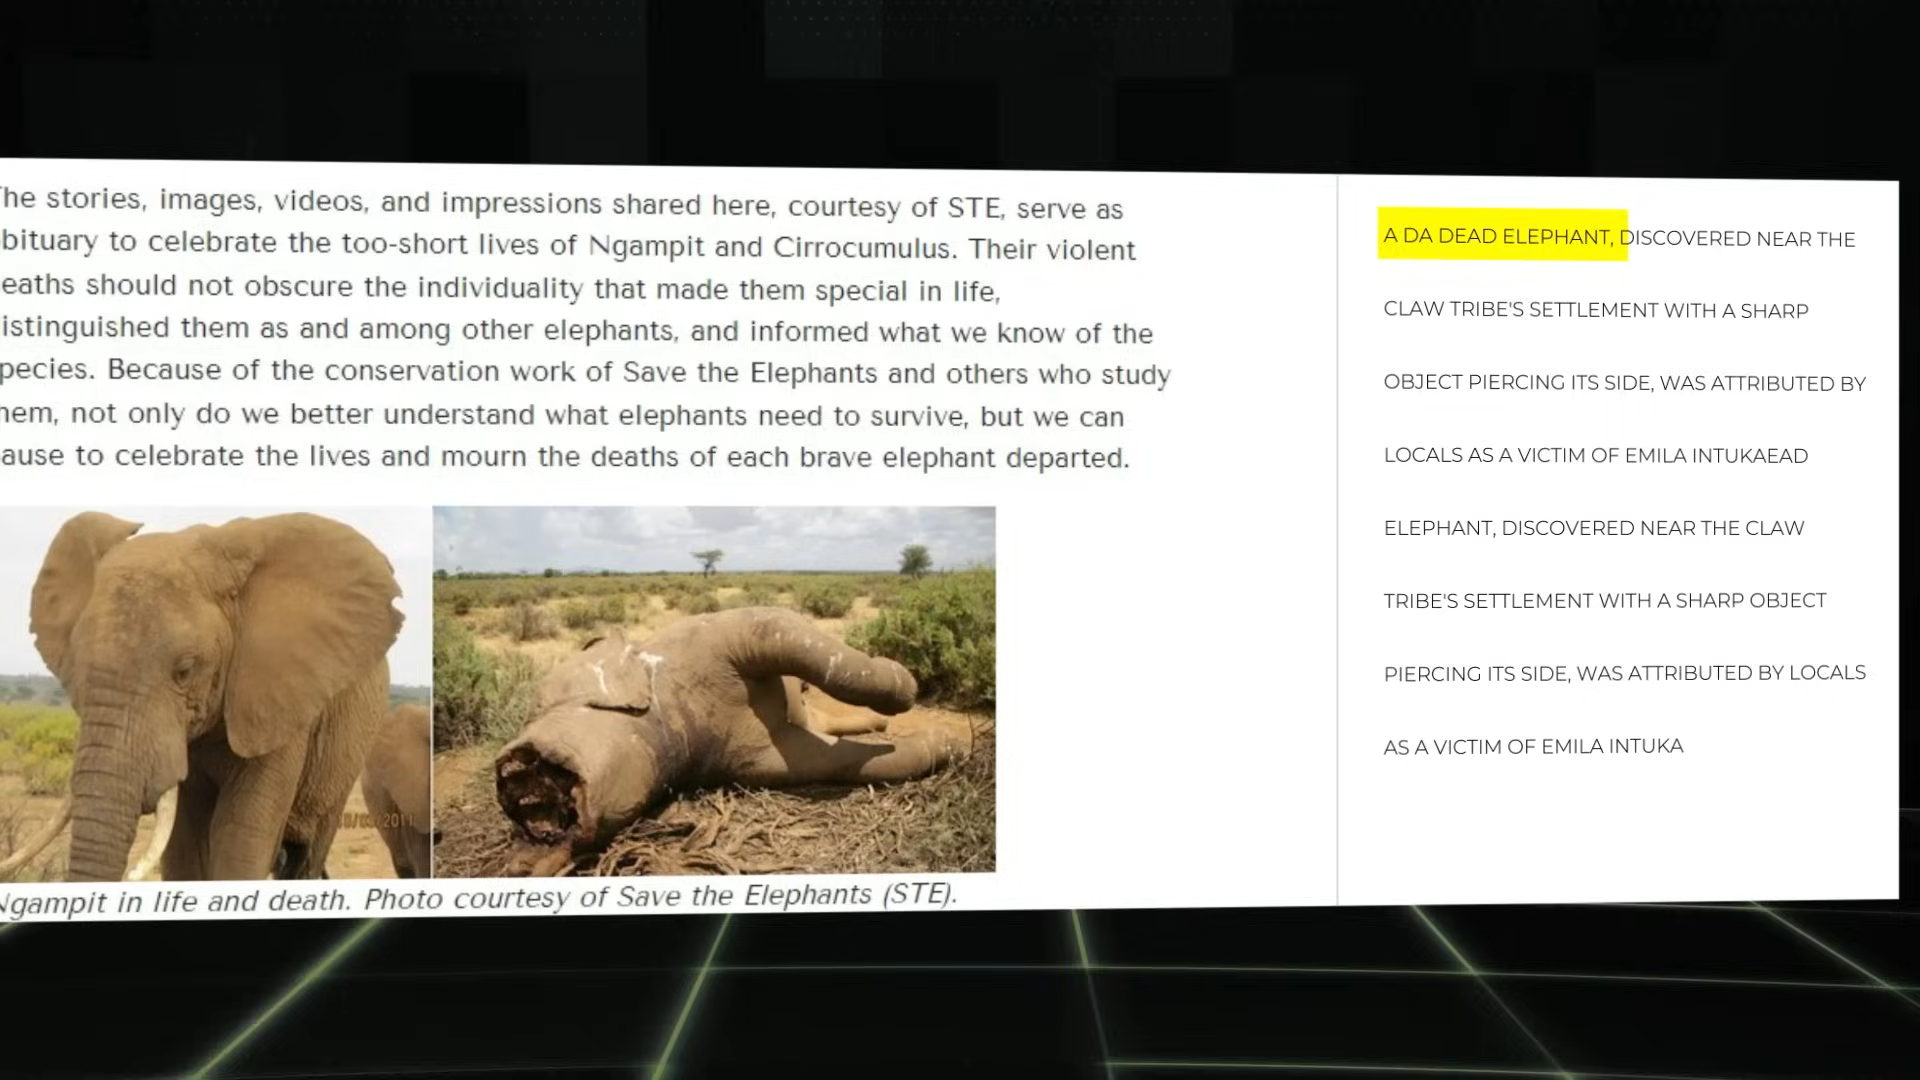 he stories, images, videos, and impressions shared here, courtesy of STE, serve as
bituary to celebrate the too-short lives of Ngampit and Cirrocumulus. Their violent
eaths should not obscure the individuality that made them special in life,
istinguished them as and among other elephants, and informed what we know of the
pecies. Because of the conservation work of Save the Elephants and others who study
hem, not only do we better understand what elephants need to survive, but we can
ause to celebrate the lives and mourn the deaths of each brave elephant departed.
Ngampit in life and death. Photo courtesy of Save the Elephants (STE).
A DA DEAD ELEPHANT, DISCOVERED NEAR THE
CLAW TRIBE'S SETTLEMENT WITH A SHARP
OBJECT PIERCING ITS SIDE, WAS ATTRIBUTED BY
LOCALS AS A VICTIM OF EMILA INTUKAEAD
ELEPHANT, DISCOVERED NEAR THE CLAW
TRIBE'S SETTLEMENT WITH A SHARP OBJECT
PIERCING ITS SIDE, WAS ATTRIBUTED BY LOCALS
AS A VICTIM OF EMILA INTUKA